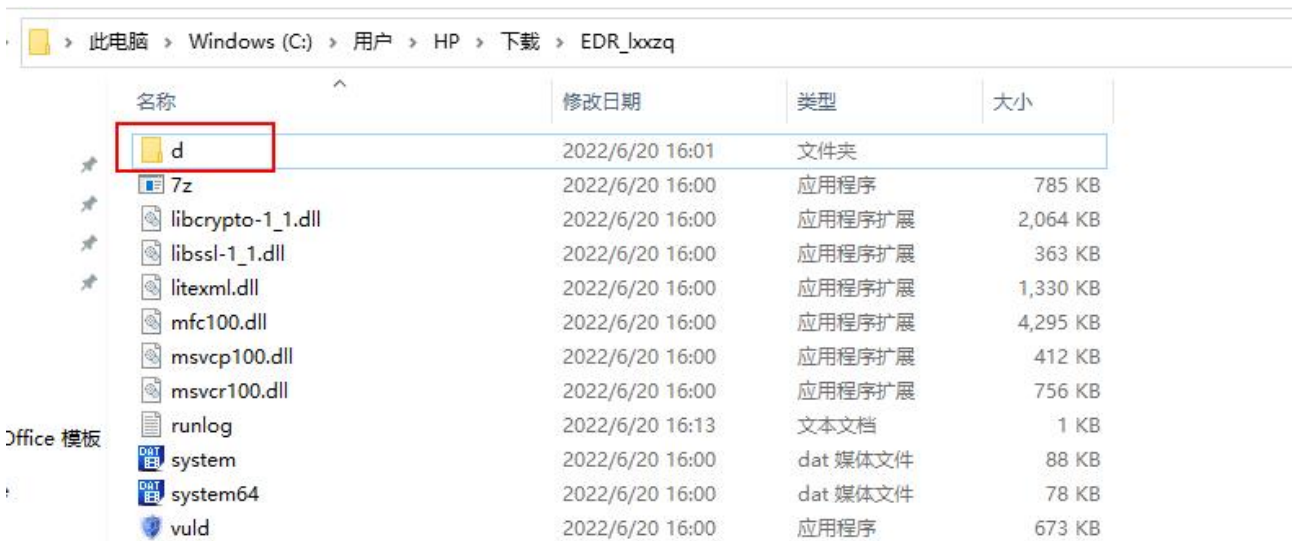 此电脑 > Windows (C:) > 用户 > HP > 下载 > EDR_lxxzq
名称 修改日期 类型 大小
d 2022/6/20 16:01 文件夹
7z 2022/6/20 16:00 应用程序 785 KB
libcrypto-1_1.dll 2022/6/20 16:00 应用程序扩展 2,064 KB
libssl-1_1.dll 2022/6/20 16:00 应用程序扩展 363 KB
litexml.dll 2022/6/20 16:00 应用程序扩展 1,330 KB
mfc100.dll 2022/6/20 16:00 应用程序扩展 4,295 KB
msvcp100.dll 2022/6/20 16:00 应用程序扩展 412 KB
msvcr100.dll 2022/6/20 16:00 应用程序扩展 756 KB
runlog 2022/6/20 16:13 文本文档 1 KB
Office 模板
DAT system 2022/6/20 16:00 dat 媒体文件 88 KB
DAT system64 2022/6/20 16:00 dat 媒体文件 78 KB
vuld 2022/6/20 16:00 应用程序 673 KB